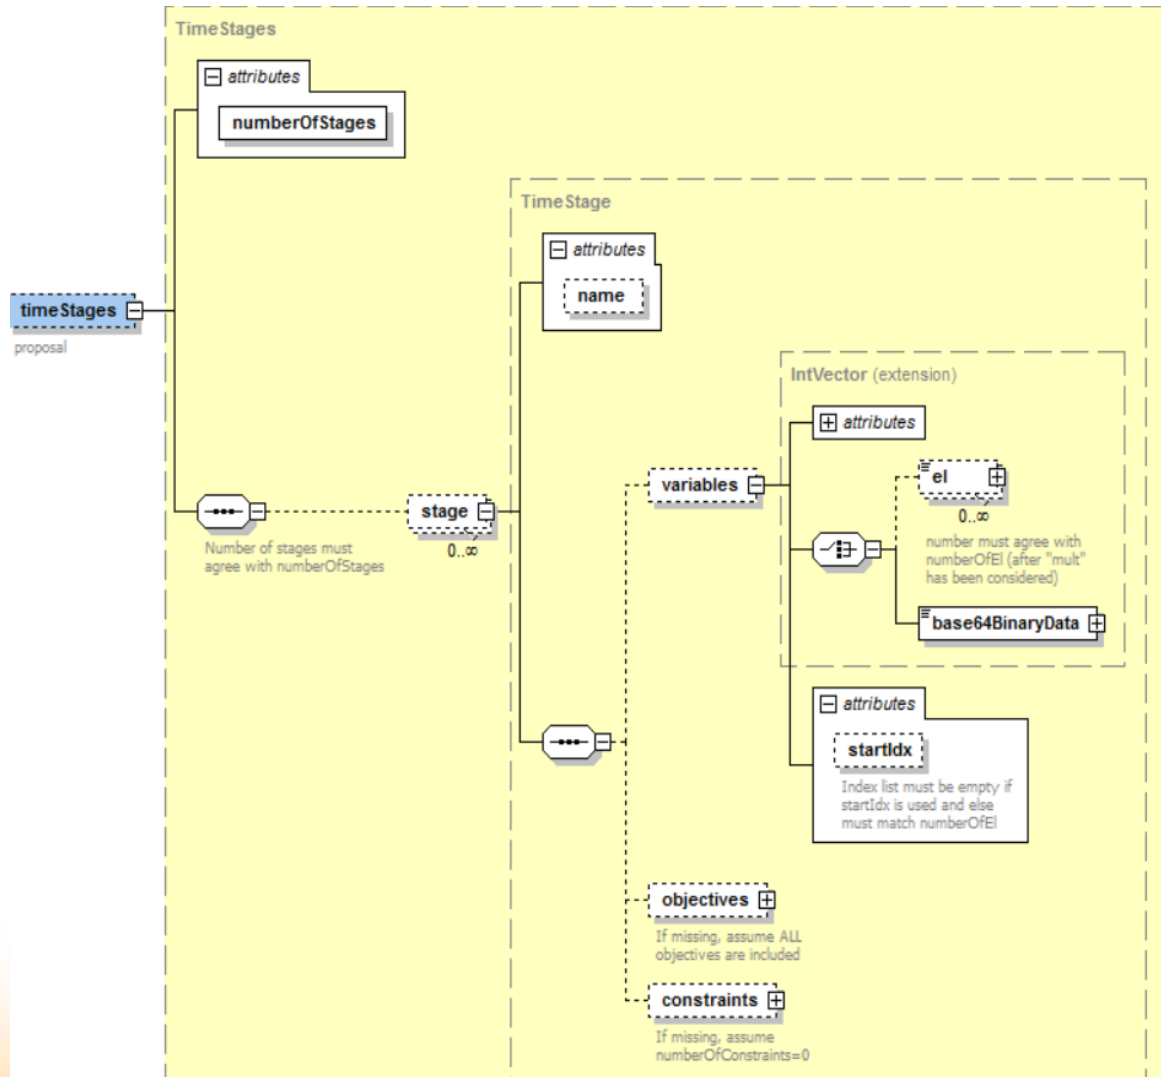 TimeStages
attributes
numberOfStages
TimeStage
attributes
name
timeStages
proposal
IntVector (extension)
attributes
variables
el
0..∞
number must agree with
numberOfEl (after "mult"
has been considered)
stage
0..∞
Number of stages must
agree with numberOfStages
base64BinaryData
attributes
startIdx
Index list must be empty if
startIdx is used and else
must match numberOfEl
objectives
If missing, assume ALL
objectives are included
constraints
If missing, assume
numberOfConstraints=0